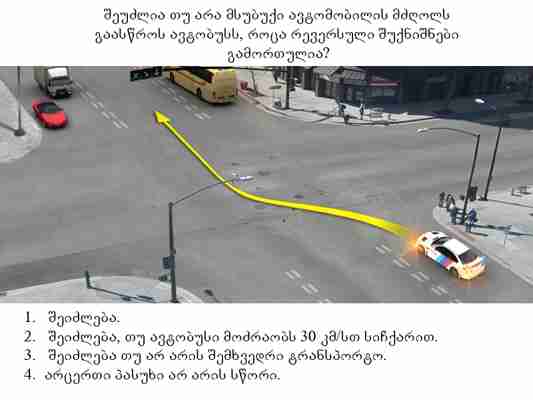 შეუძლია თუ არა მსუბუქი ავტომობილის მძღოლს
გაასწროს ავტობუსს, როცა რევერსული შუქნიშნები
გამორთულია?
1. შეიძლება.
2. შეიძლება, თუ ავტობუსი მოძრაობს 30 კმ/სთ სიჩქარით.
3. შეიძლება თუ არ არის შემხვედრი ტრანსპორტი.
4. არცერთი პასუხი არ არის სწორი.